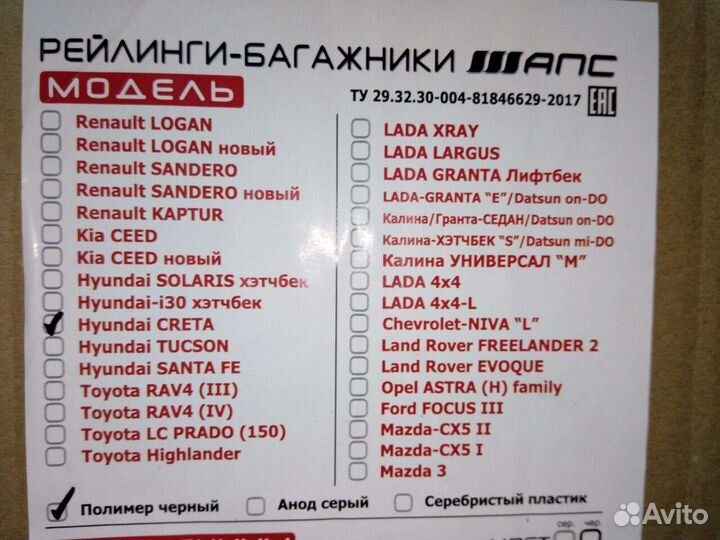 РЕЙЛИНГИ-БАГАЖНИКИ АПС
МОДЕЛЬ
ТУ 29.32.30-004-81846629-2017 EAC
Renault LOGAN
Renault LOGAN новый
Renault SANDERO
Renault SANDERO новый
Renault KAPTUR
Kia CEED
Kia CEED новый
Hyundai SOLARIS хэтчбек
Hyundai-i30 хэтчбек
Hyundai CRETA
Hyundai TUCSON
Hyundai SANTA FE
Toyota RAV4 (III)
Toyota RAV4 (IV)
Toyota LC PRADO (150)
Toyota Highlander
LADA XRAY
LADA LARGUS
LADA GRANTA Лифтбек
LADA-GRANTA “E”/Datsun on-DO
Калина/Гранта-СЕДАН/Datsun on-DO
Калина-ХЭТЧБЕК “S”/Datsun mi-DO
Калина УНИВЕРСАЛ “М”
LADA 4x4
LADA 4x4-L
Chevrolet-NIVA “L”
Land Rover FREELANDER 2
Land Rover EVOQUE
Opel ASTRA (H) family
Ford FOCUS III
Mazda-CX5 II
Mazda-CX5 I
Mazda 3
Полимер черный
Анод серый
Серебристый пластик
сер. чер.
Avito